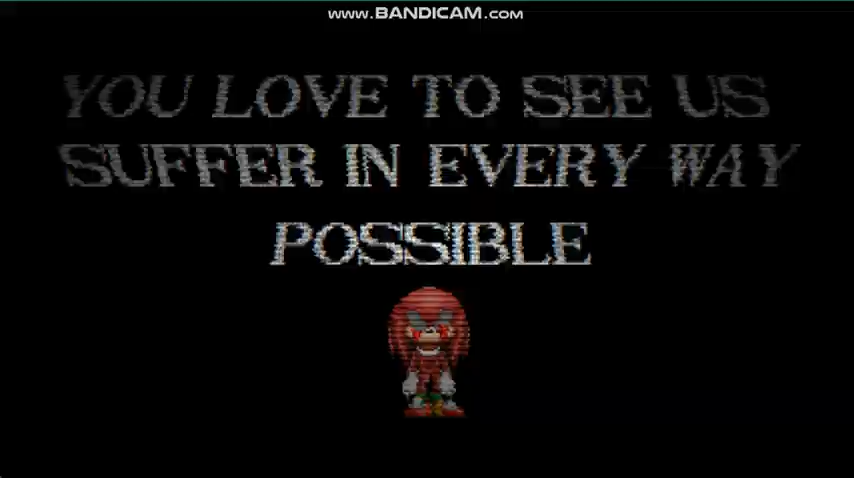 www.BANDICAM.com
YOU LOVE TO SEE US
SUFFER IN EVERY WAY
POSSIBLE